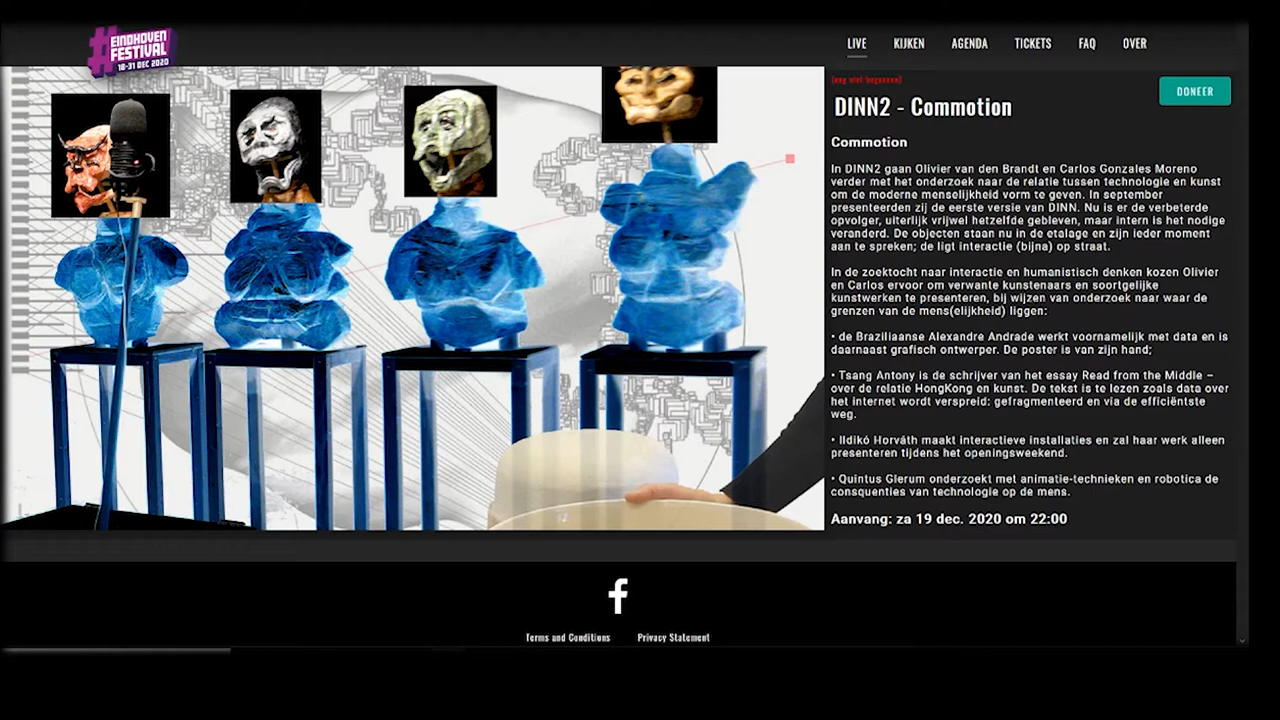 #EINDHOVEN
FESTIVAL
18-31 DEC 2020
LIVE KIJKEN AGENDA TICKETS FAQ OVER
(nog niet begonnen)
DONEER
DINN2 - Commotion
Commotion
In DINN2 gaan Olivier van den Brandt en Carlos Gonzales Moreno
verder met het onderzoek naar de relatie tussen technologie en kunst
om de moderne menselijkheid vorm te geven. In september
presenteerden zij de eerste versie van DINN. Nu is er de verbeterde
opvolger, uiterlijk vrijwel hetzelfde gebleven, maar intern is het nodige
veranderd. De objecten staan nu in de etalage en zijn ieder moment
aan te spreken; de ligt interactie (bijna) op straat.
In de zoektocht naar interactie en humanistisch denken kozen Olivier
en Carlos ervoor om verwante kunstenaars en soortgelijke
kunstwerken te presenteren, bij wijzen van onderzoek naar waar de
grenzen van de mens(elijkheid) liggen:
• de Braziliaanse Alexandre Andrade werkt voornamelijk met data en is
daarnaast grafisch ontwerper. De poster is van zijn hand;
• Tsang Antony is de schrijver van het essay Read from the Middle –
over de relatie HongKong en kunst. De tekst is te lezen zoals data over
het internet wordt verspreid: gefragmenteerd en via de efficiëntste
weg.
• Ildikó Horváth maakt interactieve installaties en zal haar werk alleen
presenteren tijdens het openingsweekend.
• Quintus Glerum onderzoekt met animatie-technieken en robotica de
consquenties van technologie op de mens.
Aanvang: za 19 dec. 2020 om 22:00
Terms and Conditions Privacy Statement